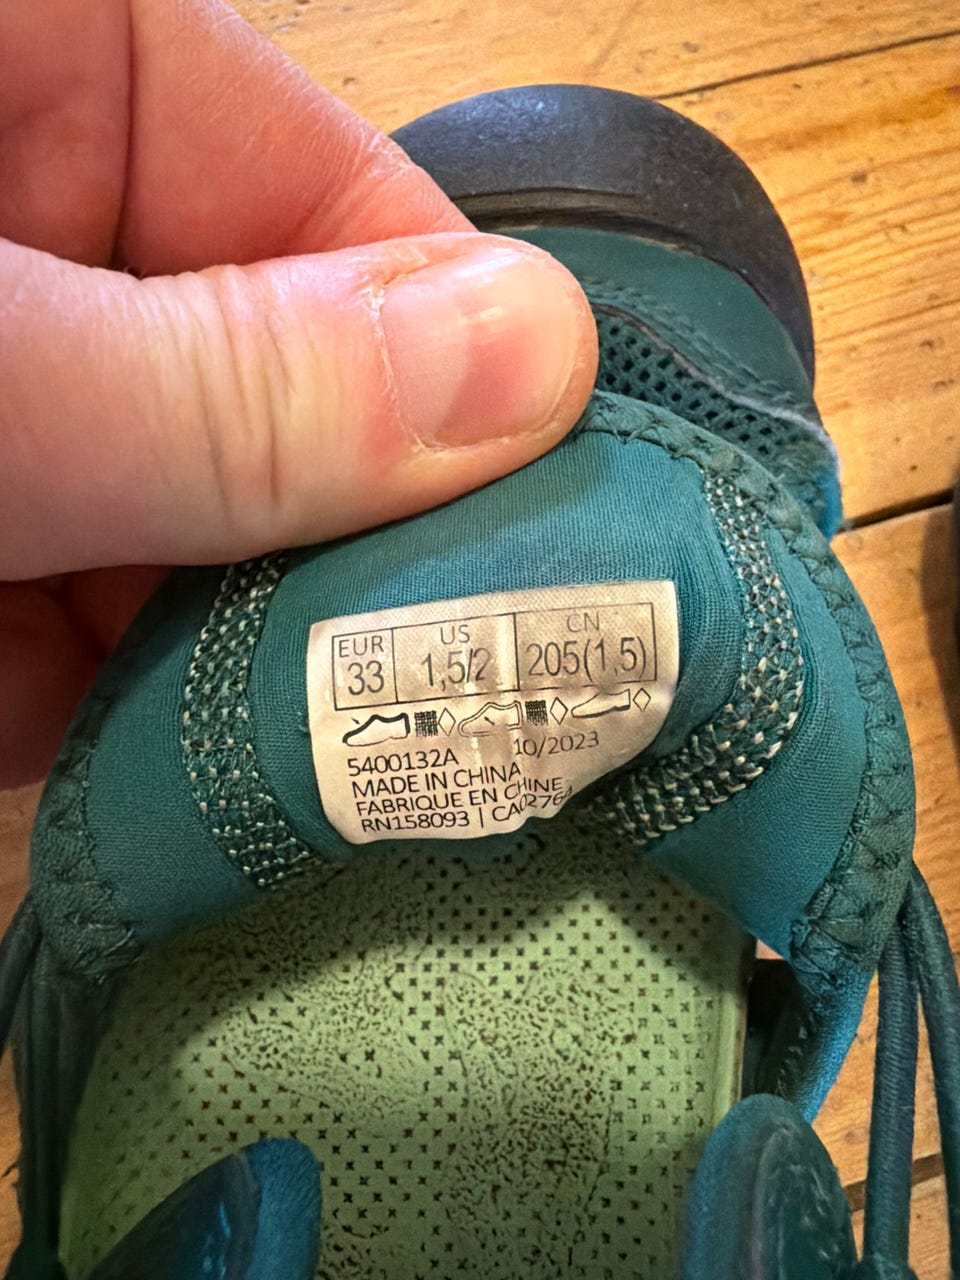 EUR US CN
33 1,5/2 205(1,5)
5400132A 10/2023
MADE IN CHINA
FABRIQUE EN CHINE
RN158093 | CA02764